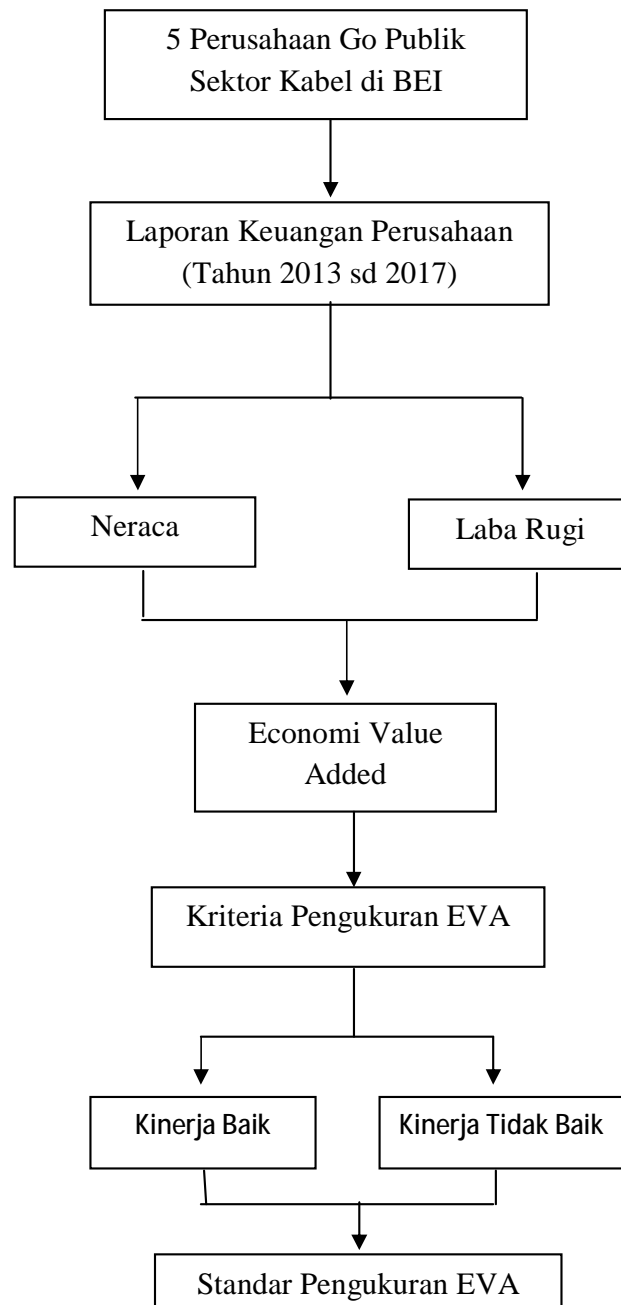 5 Perusahaan Go Publik
Sektor Kabel di BEI
Laporan Keuangan Perusahaan
(Tahun 2013 sd 2017)
Neraca
Laba Rugi
Economi Value
Added
Kriteria Pengukuran EVA
Kinerja Baik
Kinerja Tidak Baik
Standar Pengukuran EVA